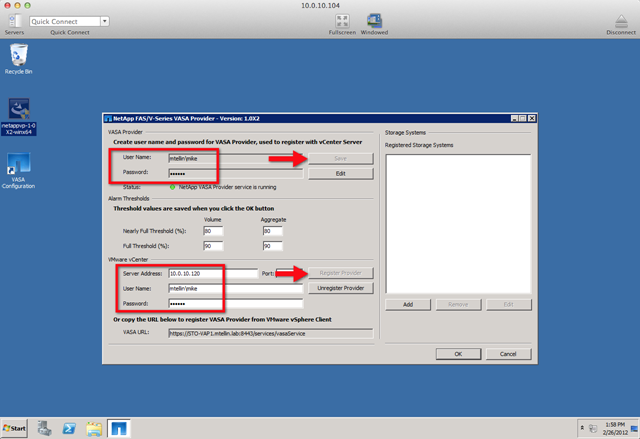 10.0.10.104
Quick Connect
Servers
Quick Connect
Fullscreen
Windowed
Disconnect
Recycle Bin
netappvp-1-0
X2-winx64
VASA
Configuration
NetApp FAS/V-Series VASA Provider - Version: 1.0X2
VASA Provider
Create user name and password for VASA Provider, used to register with vCenter Server
User Name: mtellin\mike
Save
Password: ••••••
Edit
Status: NetApp VASA Provider service is running
Alarm Thresholds
Threshold values are saved when you click the OK button
Volume Aggregate
Nearly Full Threshold (%): 80 80
Full Threshold (%): 90 90
VMware vCenter
Server Address: 10.0.10.120 Port:
Register Provider
User Name: mtellin\mike
Unregister Provider
Password: ••••••
Or copy the URL below to register VASA Provider from VMware vSphere Client
VASA URL: https://STO-VAP1.mtellin.lab:8443/services/vasaService
Storage Systems
Registered Storage Systems
Add Remove Edit
OK Cancel
Start
1:58 PM
2/26/2012